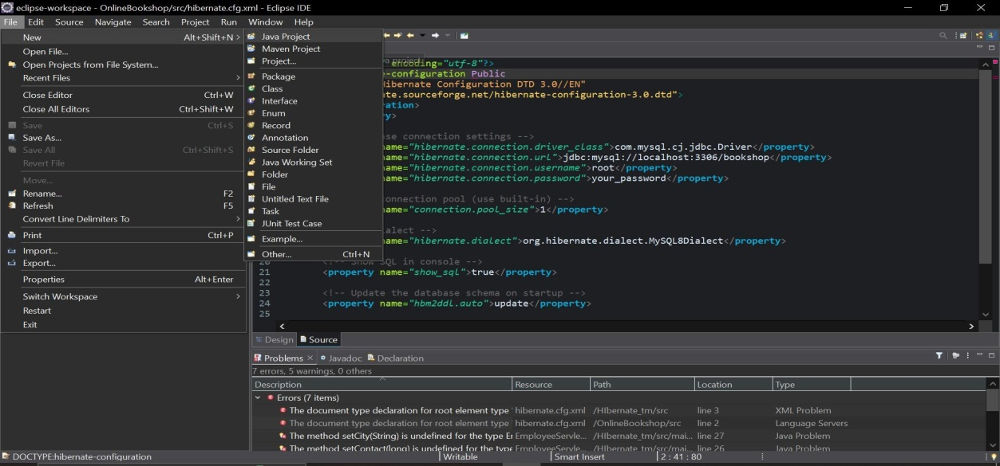 eclipse-workspace - OnlineBookshop/src/hibernate.cfg.xml - Eclipse IDE
File Edit Source Navigate Search Project Run Window Help
New Alt+Shift+N >
Open File...
Open Projects from File System...
Recent Files >
Close Editor Ctrl+W
Close All Editors Ctrl+Shift+W
Save Ctrl+S
Save As...
Save All Ctrl+Shift+S
Revert File
Move...
Rename... F2
Refresh F5
Convert Line Delimiters To >
Print Ctrl+P
Import...
Export...
Properties Alt+Enter
Switch Workspace >
Restart
Exit
Java Project
Maven Project
Project...
Package
Class
Interface
Enum
Record
Annotation
Source Folder
Java Working Set
Folder
File
Untitled Text File
Task
JUnit Test Case
Example...
Other... Ctrl+N
encoding="utf-8"?>
-configuration Public
Hibernate Configuration DTD 3.0//EN"
te.sourceforge.net/hibernate-configuration-3.0.dtd">
ration>
y>
se connection settings -->
name="hibernate.connection.driver_class">com.mysql.cj.jdbc.Driver</property>
name="hibernate.connection.url">jdbc:mysql://localhost:3306/bookshop</property>
name="hibernate.connection.username">root</property>
name="hibernate.connection.password">your_password</property>
onnection pool (use built-in) -->
name="connection.pool_size">1</property>
alect -->
name="hibernate.dialect">org.hibernate.dialect.MySQL8Dialect</property>
20 <!-- Show SQL in console -->
21 <property name="show_sql">true</property>
22
23 <!-- Update the database schema on startup -->
24 <property name="hbm2ddl.auto">update</property>
25
Design Source
Problems × Javadoc Declaration
7 errors, 5 warnings, 0 others
Description Resource Path Location Type
Errors (7 items)
The document type declaration for root element type hibernate.cfg.xml /HIbernate_tm/src line 3 XML Problem
The document type declaration for root element type hibernate.cfg.xml /OnlineBookshop/src line 2 Language Servers
The method setCity(String) is undefined for the type Er EmployeeServle... /HIbernate_tm/src/mai... line 27 Java Problem
The method setContact(long) is undefined for the type EmployeeServle... /HIbernate_tm/src/mai... line 26 Java Problem
DOCTYPE:hibernate-configuration Writable Smart Insert 2 : 41 : 80